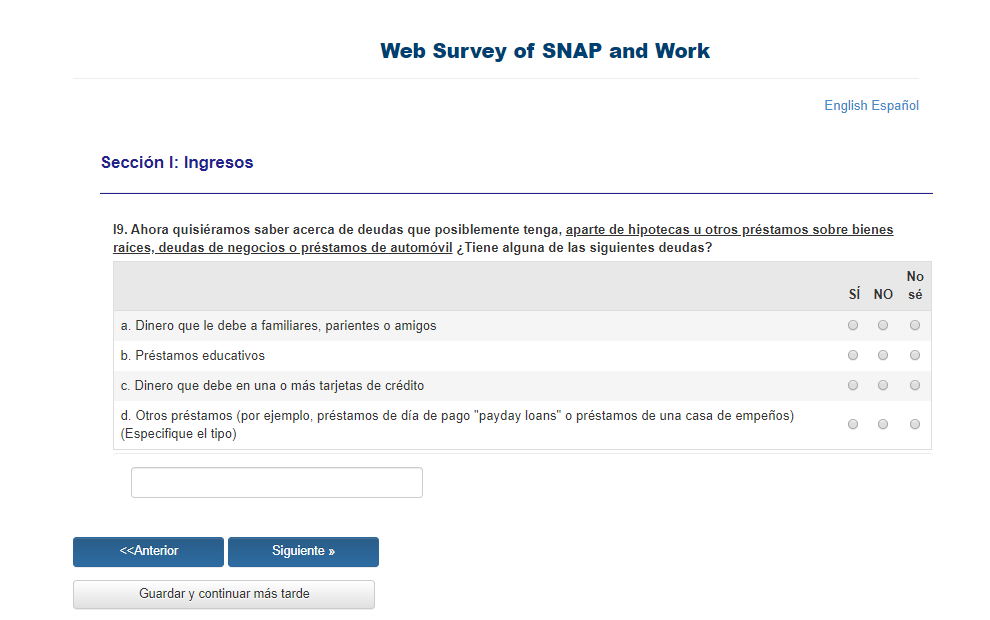 Web Survey of SNAP and Work
English Español
Sección I: Ingresos
I9. Ahora quisiéramos saber acerca de deudas que posiblemente tenga, aparte de hipotecas u otros préstamos sobre bienes
raíces, deudas de negocios o préstamos de automóvil ¿Tiene alguna de las siguientes deudas?
SÍ NO No sé
a. Dinero que le debe a familiares, parientes o amigos
b. Préstamos educativos
c. Dinero que debe en una o más tarjetas de crédito
d. Otros préstamos (por ejemplo, préstamos de día de pago "payday loans" o préstamos de una casa de empeños)
(Especifique el tipo)
<<Anterior Siguiente »
Guardar y continuar más tarde